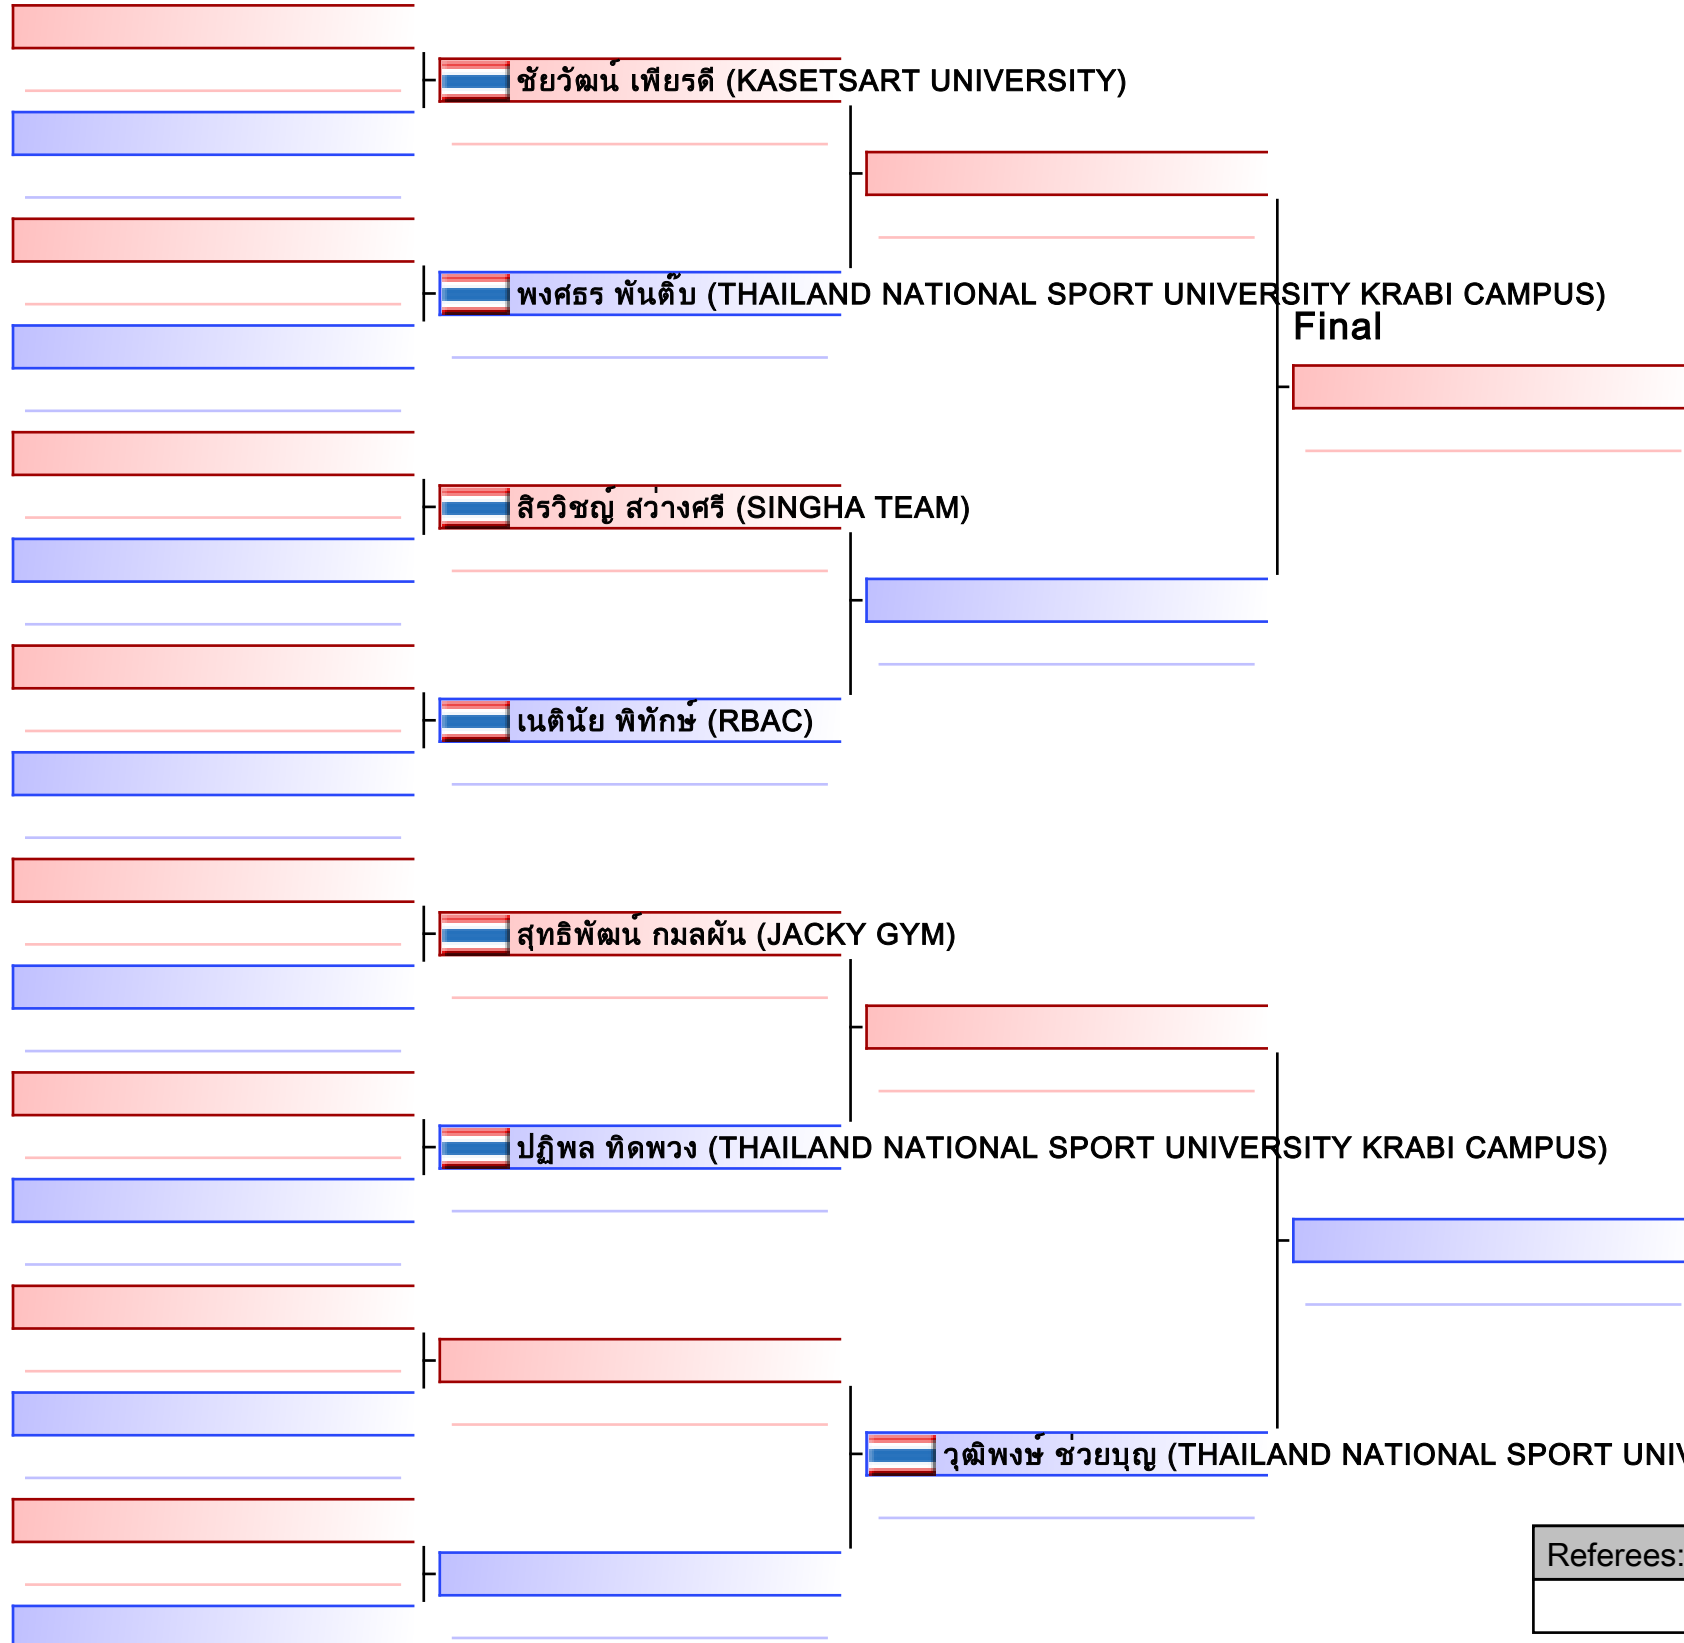 ชัยวัฒน์ เพียรดี (KASETSART UNIVERSITY)
พงศธร พันติ๊บ (THAILAND NATIONAL SPORT UNIVERSITY KRABI CAMPUS)
Final
สิรวิชญ์ สว่างศรี (SINGHA TEAM)
เนตินัย พิทักษ์ (RBAC)
สุทธิพัฒน์ กมลผัน (JACKY GYM)
ปฏิพล ทิดพวง (THAILAND NATIONAL SPORT UNIVERSITY KRABI CAMPUS)
วุฒิพงษ์ ช่วยบุญ (THAILAND NATIONAL SPORT UNIV
Referees: